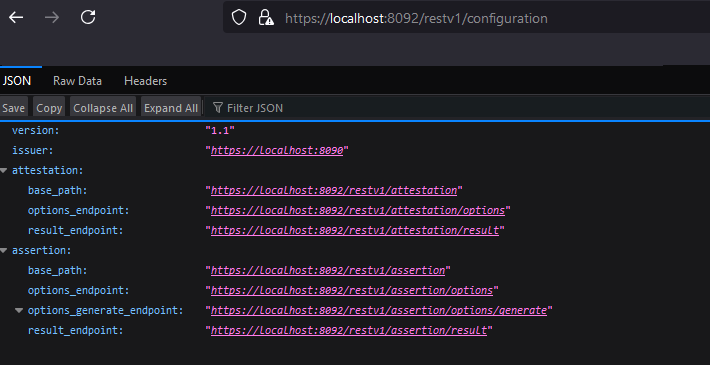 https://localhost:8092/restv1/configuration
JSON Raw Data Headers
Save Copy Collapse All Expand All Filter JSON
version: "1.1"
issuer: "https://localhost:8090"
attestation:
base_path: "https://localhost:8092/restv1/attestation"
options_endpoint: "https://localhost:8092/restv1/attestation/options"
result_endpoint: "https://localhost:8092/restv1/attestation/result"
assertion:
base_path: "https://localhost:8092/restv1/assertion"
options_endpoint: "https://localhost:8092/restv1/assertion/options"
options_generate_endpoint: "https://localhost:8092/restv1/assertion/options/generate"
result_endpoint: "https://localhost:8092/restv1/assertion/result"